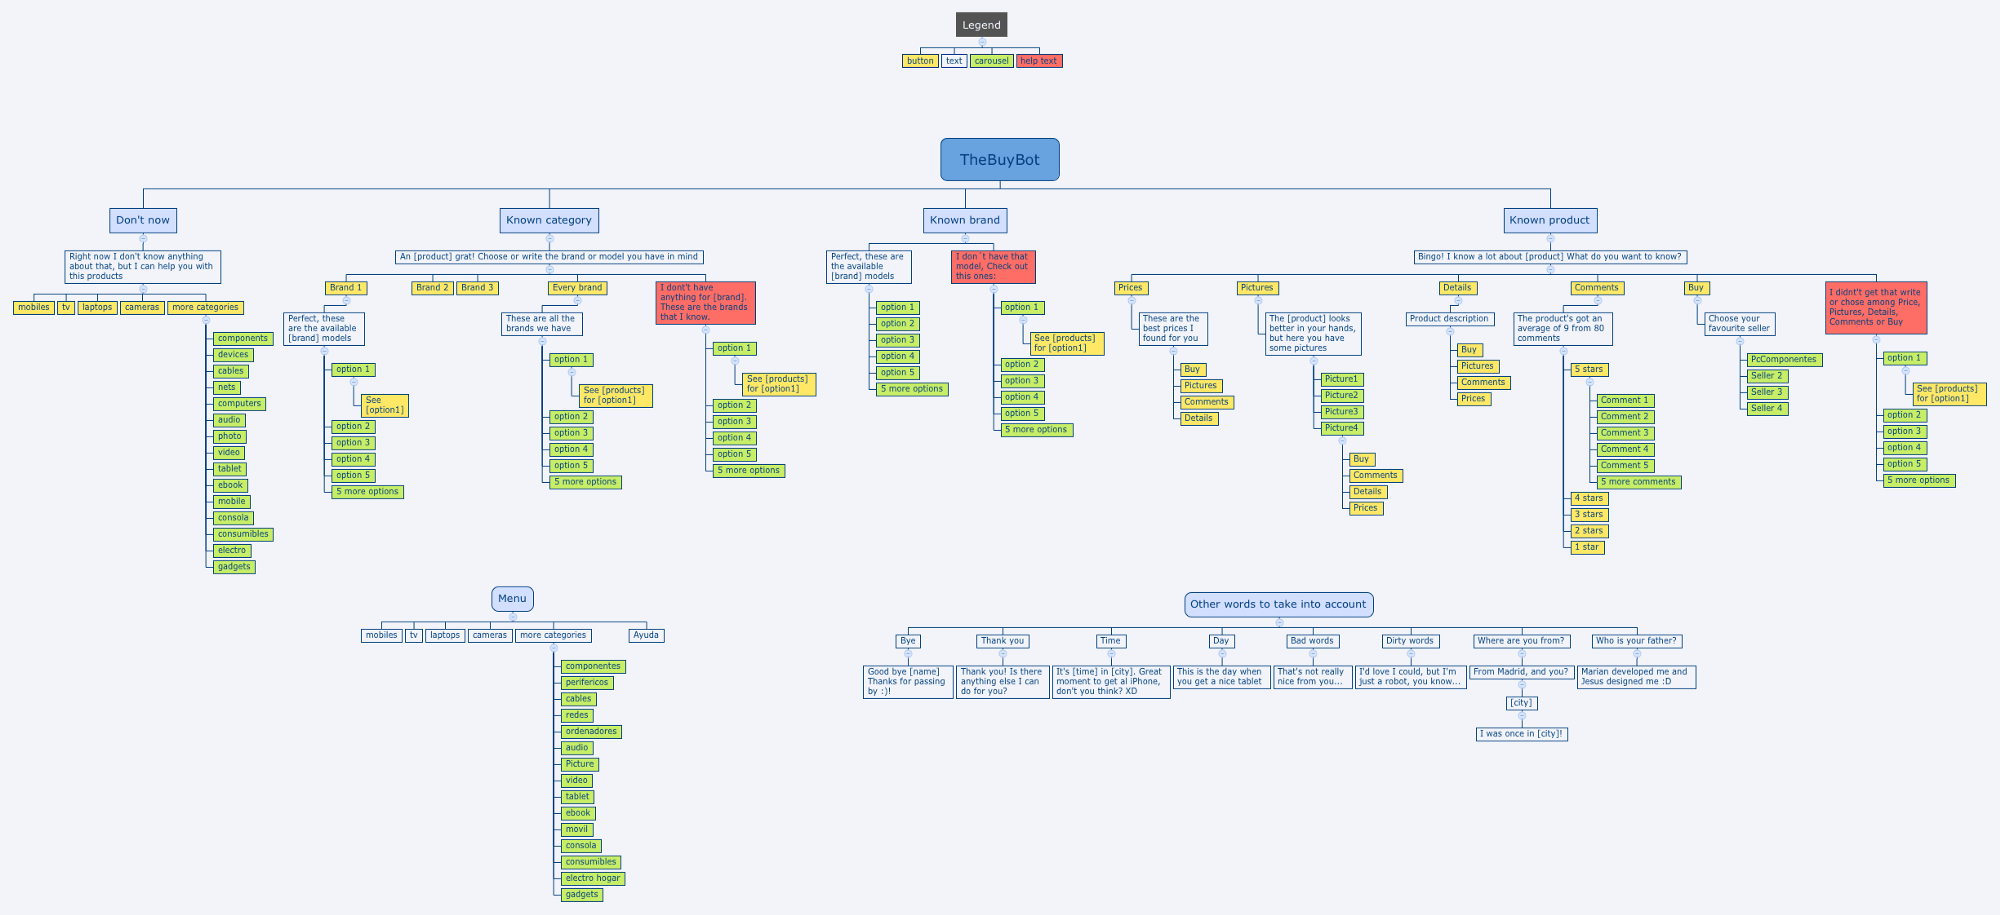 Legend
button
text
carousel
help text
TheBuyBot
Don't now
Right now I don't know anything
about that, but I can help you with
this products
mobiles
tv
laptops
cameras
more categories
components
devices
cables
nets
computers
audio
photo
video
tablet
ebook
mobile
consola
consumibles
electro
gadgets
Known category
An [product] grat! Choose or write the brand or model you have in mind
Brand 1
Perfect, these
are the available
[brand] models
option 1
See
[option1]
option 2
option 3
option 4
option 5
5 more options
Brand 2
Brand 3
Every brand
These are all the
brands we have
option 1
See [products]
for [option1]
option 2
option 3
option 4
option 5
5 more options
I dont't have
anything for [brand].
These are the brands
that I know.
option 1
See [products]
for [option1]
option 2
option 3
option 4
option 5
5 more options
Known brand
Perfect, these are
the available
[brand] models
option 1
option 2
option 3
option 4
option 5
5 more options
I don´t have that
model, Check out
this ones:
option 1
See [products]
for [option1]
option 2
option 3
option 4
option 5
5 more options
Known product
Bingo! I know a lot about [product] What do you want to know?
Prices
These are the
best prices I
found for you
Buy
Pictures
Comments
Details
Pictures
The [product] looks
better in your hands,
but here you have
some pictures
Picture1
Picture2
Picture3
Picture4
Buy
Comments
Details
Prices
Details
Product description
Buy
Pictures
Comments
Prices
Comments
The product's got an
average of 9 from 80
comments
5 stars
Comment 1
Comment 2
Comment 3
Comment 4
Comment 5
5 more comments
4 stars
3 stars
2 stars
1 star
Buy
Choose your
favourite seller
PcComponentes
Seller 2
Seller 3
Seller 4
I didnt't get that write
or chose among Price,
Pictures, Details,
Comments or Buy
option 1
See [products]
for [option1]
option 2
option 3
option 4
option 5
5 more options
Menu
mobiles
tv
laptops
cameras
more categories
Ayuda
componentes
perifericos
cables
redes
ordenadores
audio
Picture
video
tablet
ebook
movil
consola
consumibles
electro hogar
gadgets
Other words to take into account
Bye
Good bye [name]
Thanks for passing
by :)!
Thank you
Thank you! Is there
anything else I can
do for you?
Time
It's [time] in [city]. Great
moment to get al iPhone,
don't you think? XD
Day
This is the day when
you get a nice tablet
Bad words
That's not really
nice from you...
Dirty words
I'd love I could, but I'm
just a robot, you know...
Where are you from?
From Madrid, and you?
[city]
I was once in [city]!
Who is your father?
Marian developed me and
Jesus designed me :D